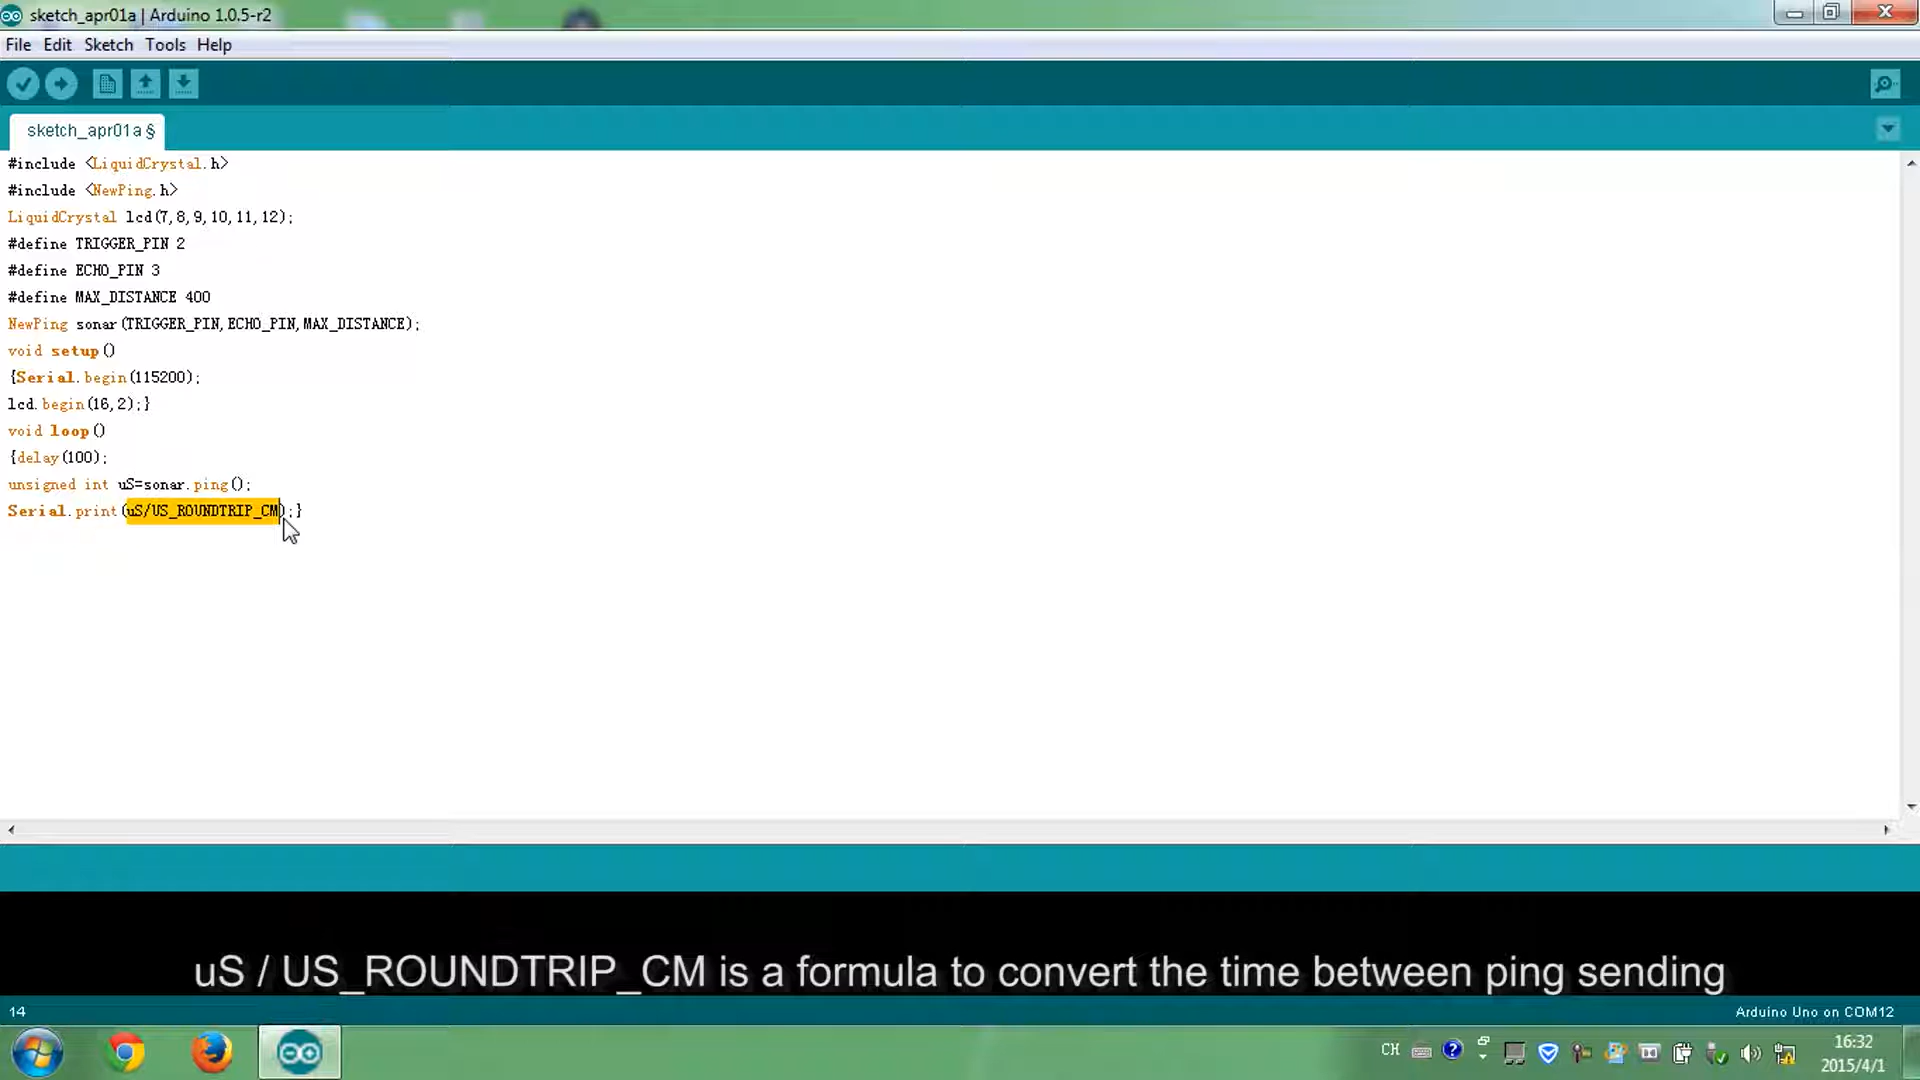 sketch_apr01a | Arduino 1.0.5-r2
File Edit Sketch Tools Help
sketch_apr01a §
#include <LiquidCrystal.h>
#include <NewPing.h>
LiquidCrystal lcd(7,8,9,10,11,12);
#define TRIGGER_PIN 2
#define ECHO_PIN 3
#define MAX_DISTANCE 400
NewPing sonar(TRIGGER_PIN,ECHO_PIN,MAX_DISTANCE);
void setup()
{Serial.begin(115200);
lcd.begin(16,2);}
void loop()
{delay(100);
unsigned int uS=sonar.ping();
Serial.print(uS/US_ROUNDTRIP_CM);}
uS / US_ROUNDTRIP_CM is a formula to convert the time between ping sending
14
Arduino Uno on COM12
CH
16:32
2015/4/1